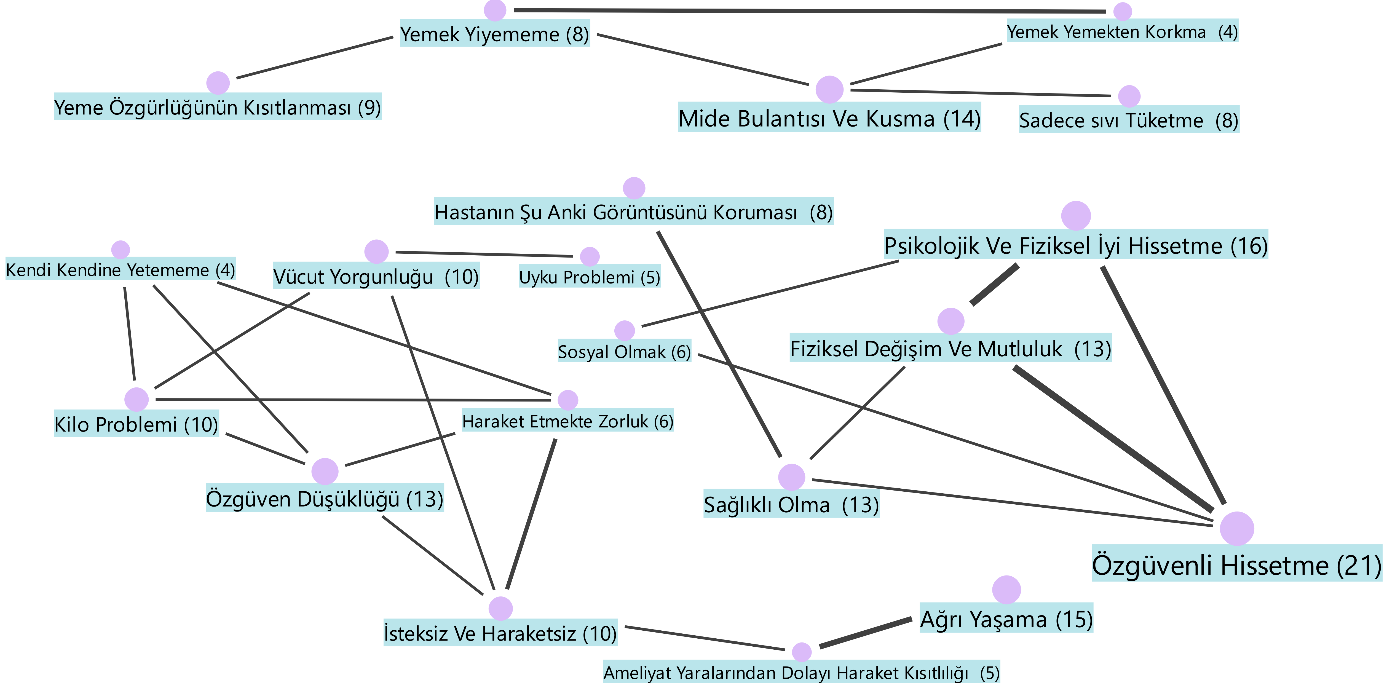 Yemek Yiyememe (8)
Yemek Yemekten Korkma (4)
Yeme Özgürlüğünün Kısıtlanması (9)
Mide Bulantısı Ve Kusma (14)
Sadece sıvı Tüketme (8)
Hastanın Şu Anki Görüntüsünü Koruması (8)
Psikolojik Ve Fiziksel İyi Hissetme (16)
Kendi Kendine Yetememe (4)
Vücut Yorgunluğu (10)
Uyku Problemi (5)
Sosyal Olmak (6)
Fiziksel Değişim Ve Mutluluk (13)
Kilo Problemi (10)
Haraket Etmekte Zorluk (6)
Özgüven Düşüklüğü (13)
Sağlıklı Olma (13)
Özgüvenli Hissetme (21)
İsteksiz Ve Haraketsiz (10)
Ağrı Yaşama (15)
Ameliyat Yaralarından Dolayı Haraket Kısıtlılığı (5)